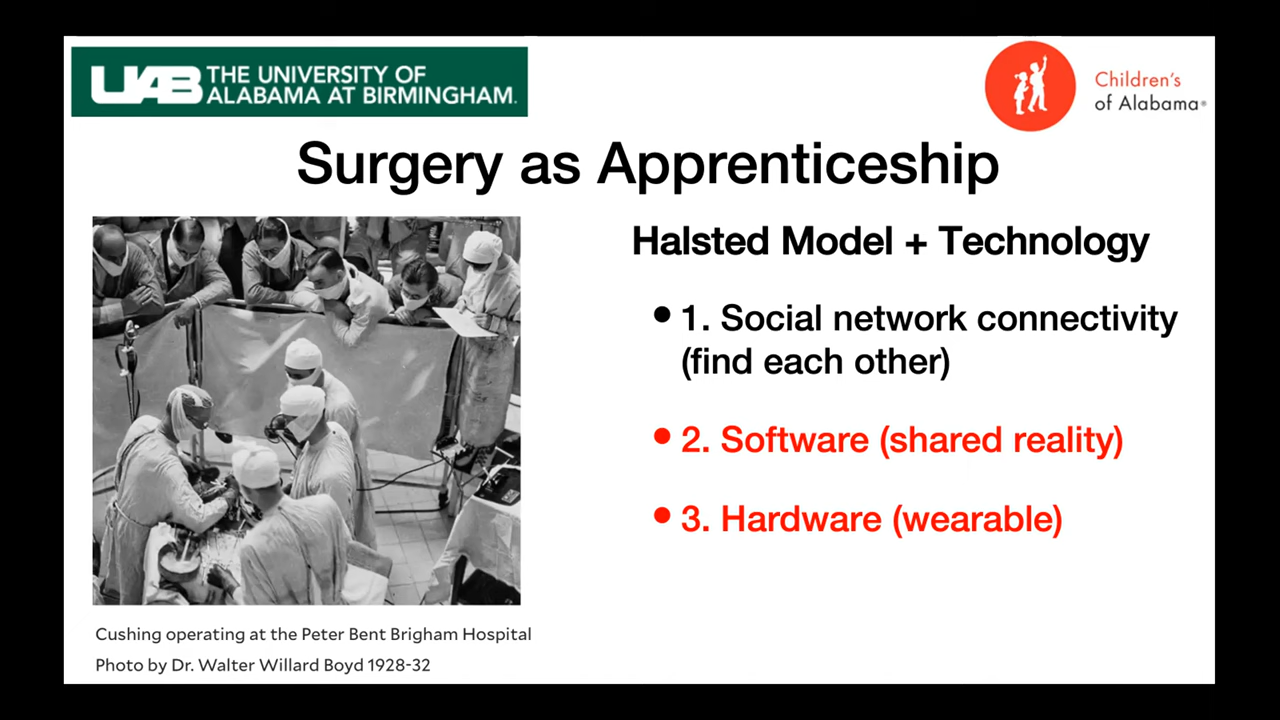 UAB THE UNIVERSITY OF
ALABAMA AT BIRMINGHAM.
Children's
of Alabama®
Surgery as Apprenticeship
Halsted Model + Technology
• 1. Social network connectivity
(find each other)
• 2. Software (shared reality)
• 3. Hardware (wearable)
Cushing operating at the Peter Bent Brigham Hospital
Photo by Dr. Walter Willard Boyd 1928-32